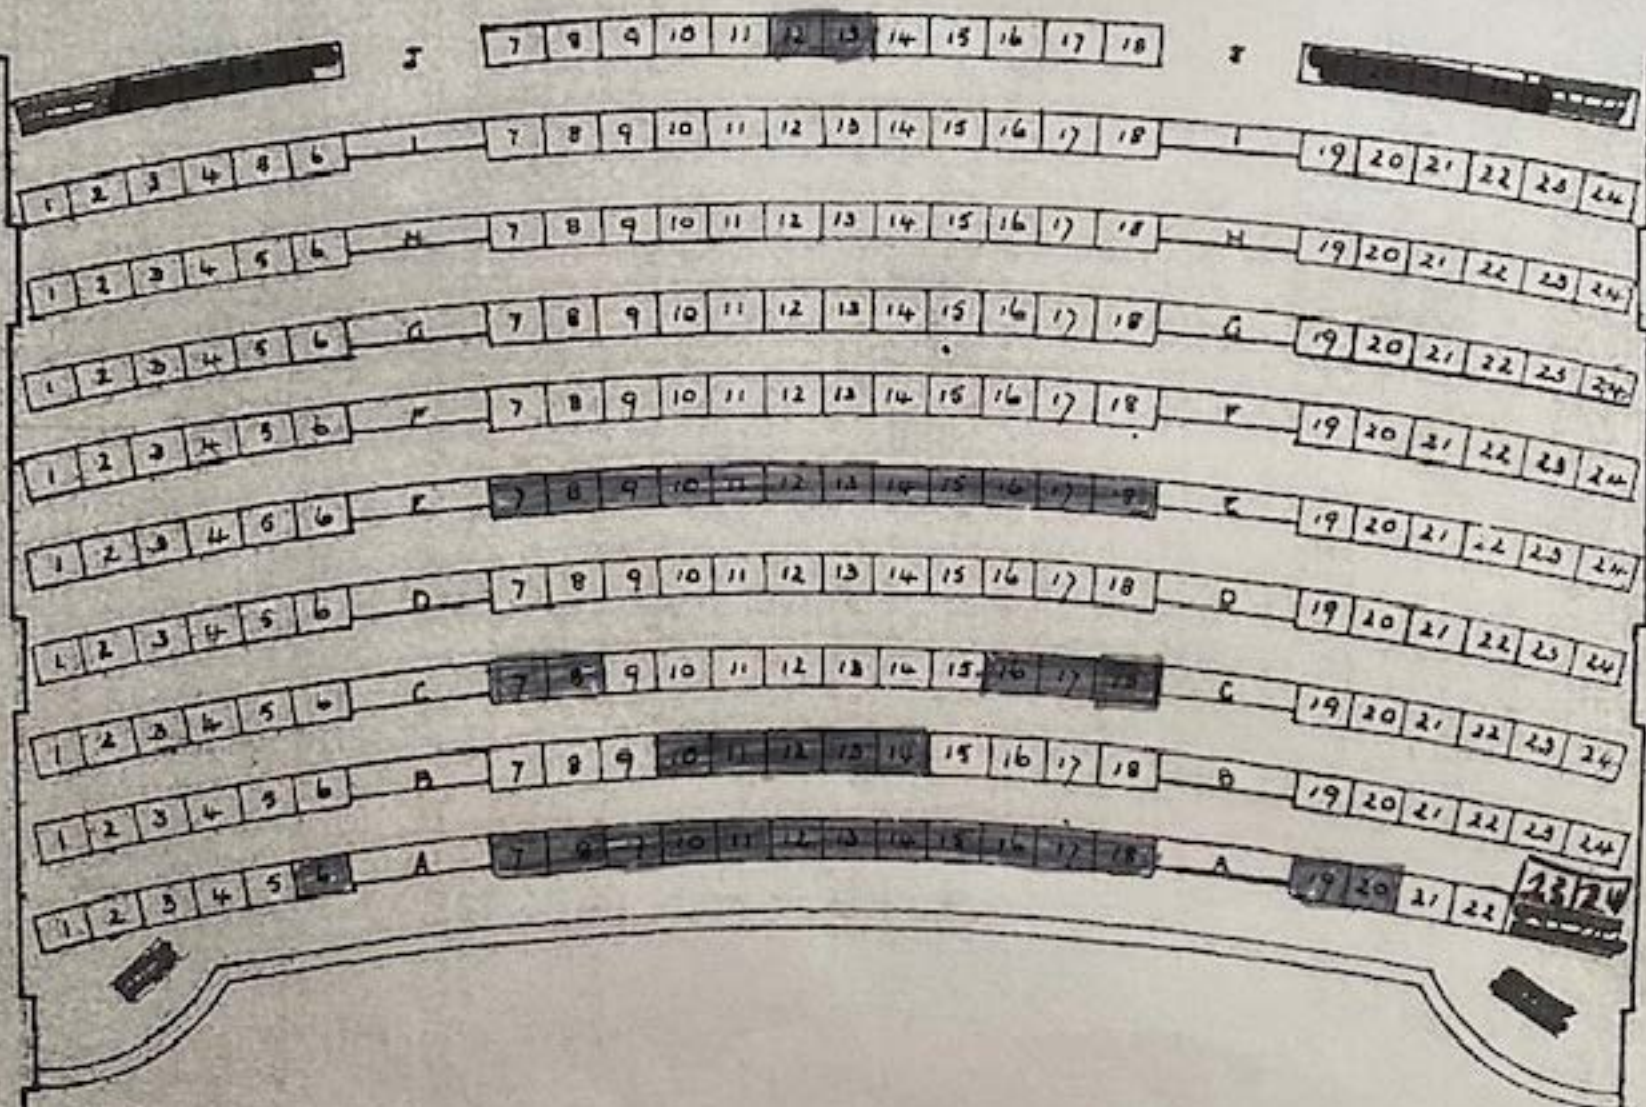 J 7 8 9 10 11 12 13 14 15 16 17 18
1 2 3 4 5 6 I 7 8 9 10 11 12 13 14 15 16 17 18 I 19 20 21 22 23 24
1 2 3 4 5 6 H 7 8 9 10 11 12 13 14 15 16 17 18 H 19 20 21 22 23 24
1 2 3 4 5 6 G 7 8 9 10 11 12 13 14 15 16 17 18 G 19 20 21 22 23 24
1 2 3 4 5 6 F 7 8 9 10 11 12 13 14 15 16 17 18 F 19 20 21 22 23 24
1 2 3 4 5 6 7 8 9 10 11 12 13 14 15 16 17 18 E 19 20 21 22 23 24
1 2 3 4 5 6 D 7 8 9 10 11 12 13 14 15 16 17 18 D 19 20 21 22 23 24
1 2 3 4 5 6 C 7 8 9 10 11 12 13 14 15 16 17 18 C 19 20 21 22 23 24
1 2 3 4 5 6 B 7 8 9 10 11 12 13 14 15 16 17 18 B 19 20 21 22 23 24
1 2 3 4 5 6 A 7 8 9 10 11 12 13 14 15 16 17 18 A 19 20 21 22 23 24